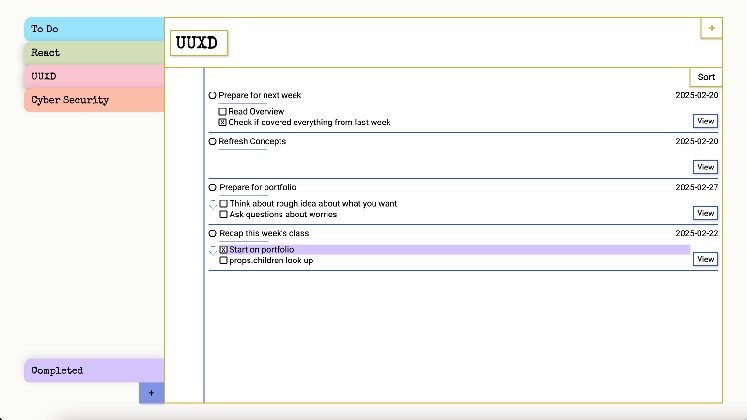 To Do
React
UUXD
Cyber Security
Completed
+
UUXD
+
Sort
Prepare for next week 2025-02-20
Read Overview
Check if covered everything from last week
View
Refresh Concepts 2025-02-20
View
Prepare for portfolio 2025-02-27
Think about rough idea about what you want
Ask questions about worries
View
Recap this week's class 2025-02-22
Start on portfolio
props.children look up
View